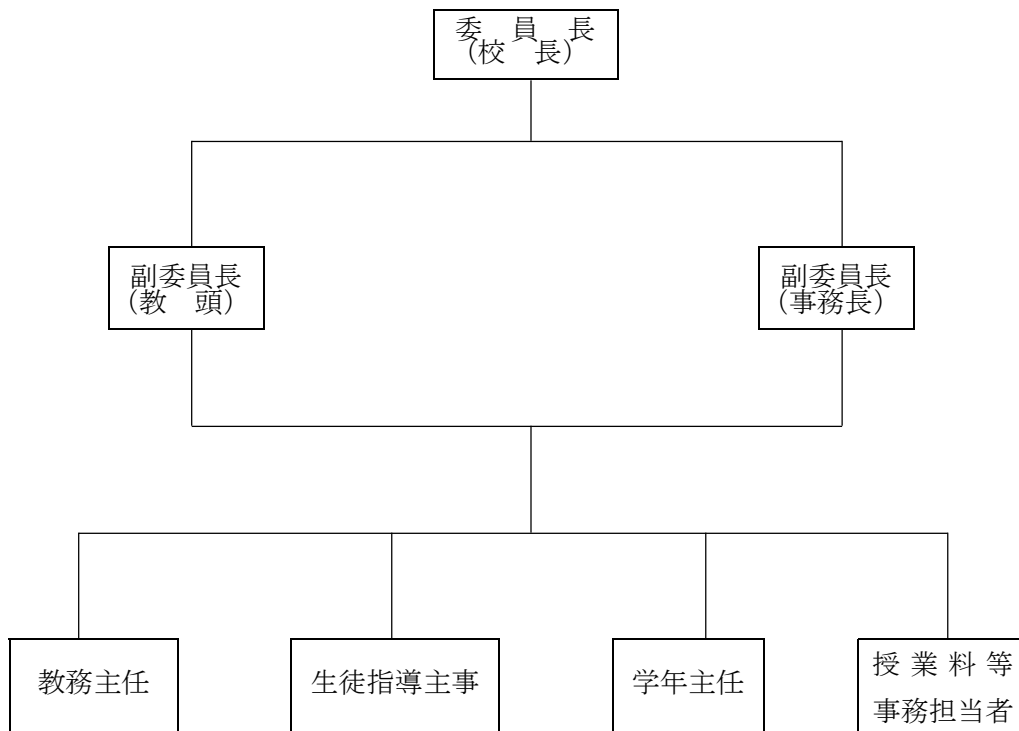 委員長
(校長)
副委員長
(教頭)
副委員長
(事務長)
教務主任
生徒指導主事
学年主任
授業料等
事務担当者